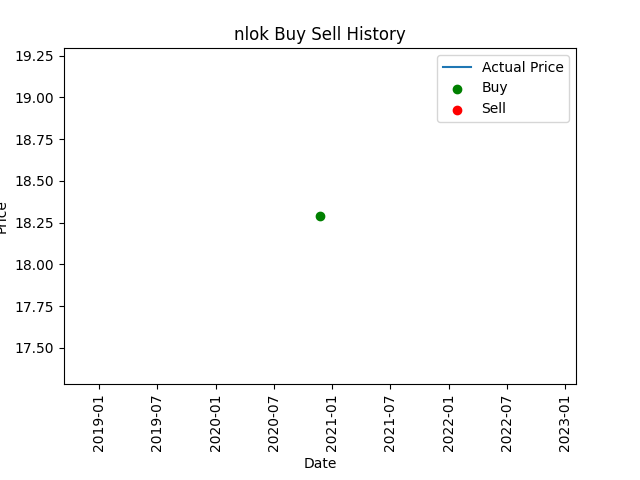 nlok Buy Sell History
19.25
19.00
18.75
18.50
18.25
18.00
17.75
17.50
Price
Actual Price
Buy
Sell
2019-01
2019-07
2020-01
2020-07
2021-01
2021-07
2022-01
2022-07
2023-01
Date